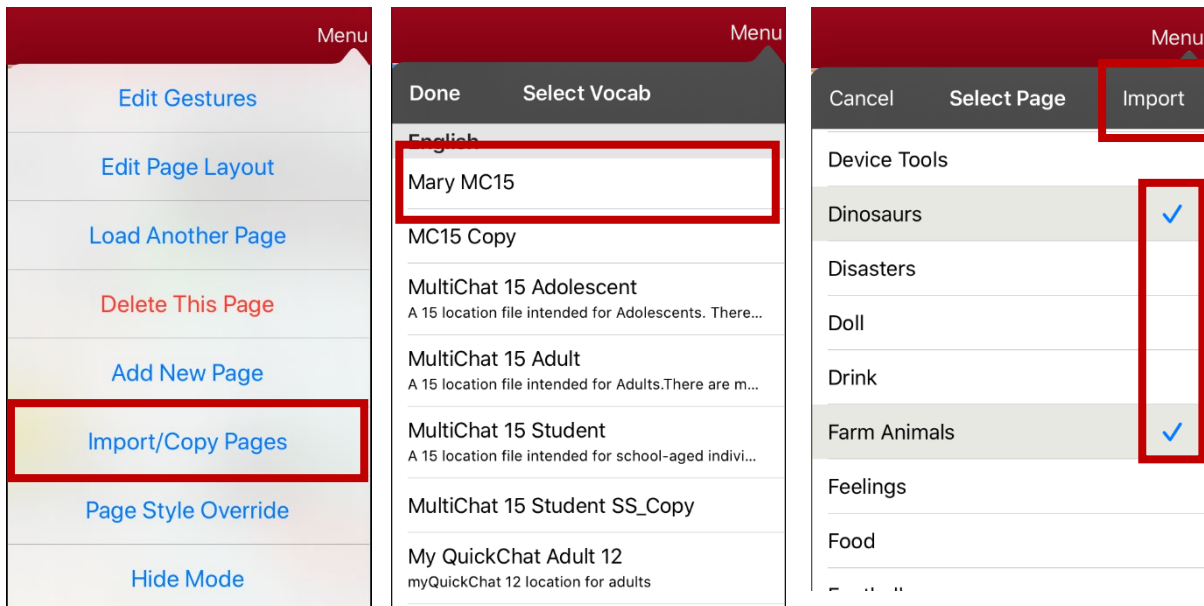 Menu
Edit Gestures
Edit Page Layout
Load Another Page
Delete This Page
Add New Page
Import/Copy Pages
Page Style Override
Hide Mode
Menu
Done Select Vocab
English
Mary MC15
MC15 Copy
MultiChat 15 Adolescent
A 15 location file intended for Adolescents. There...
MultiChat 15 Adult
A 15 location file intended for Adults.There are m...
MultiChat 15 Student
A 15 location file intended for school-aged indivi...
MultiChat 15 Student SS_Copy
My QuickChat Adult 12
myQuickChat 12 location for adults
Menu
Cancel Select Page Import
Device Tools
Dinosaurs
Disasters
Doll
Drink
Farm Animals
Feelings
Food